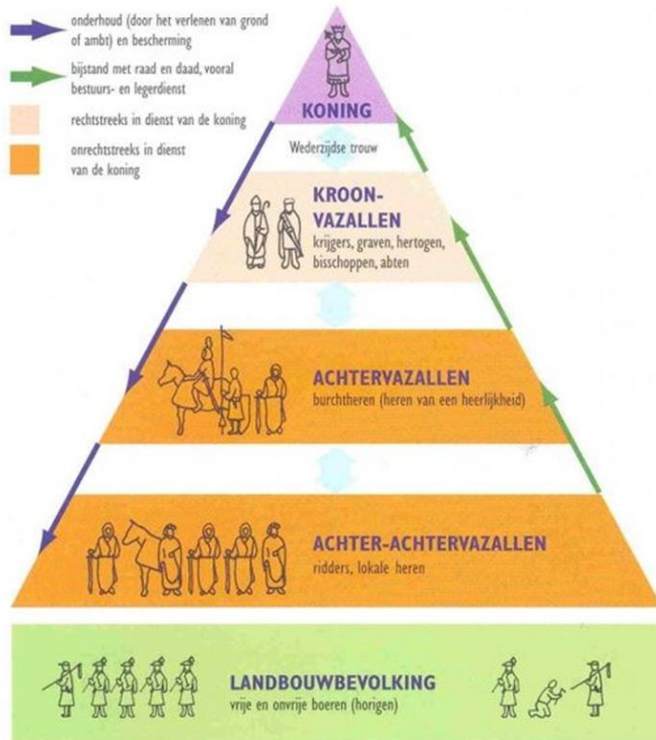 onderhoud (door het verlenen van grond
of ambt) en bescherming
bijstand met raad en daad, vooral
bestuurs- en legerdienst
rechtstreeks in dienst van de koning
onrechtstreeks in dienst
van de koning
KONING
Wederzijdse trouw
KROON-
VAZALLEN
krijgers, graven, hertogen,
bisschoppen, abten
ACHTERVAZALLEN
burchtheren (heren van een heerlijkheid)
ACHTER-ACHTERVAZALLEN
ridders, lokale heren
LANDBOUWBEVOLKING
vrije en onvrije boeren (horigen)